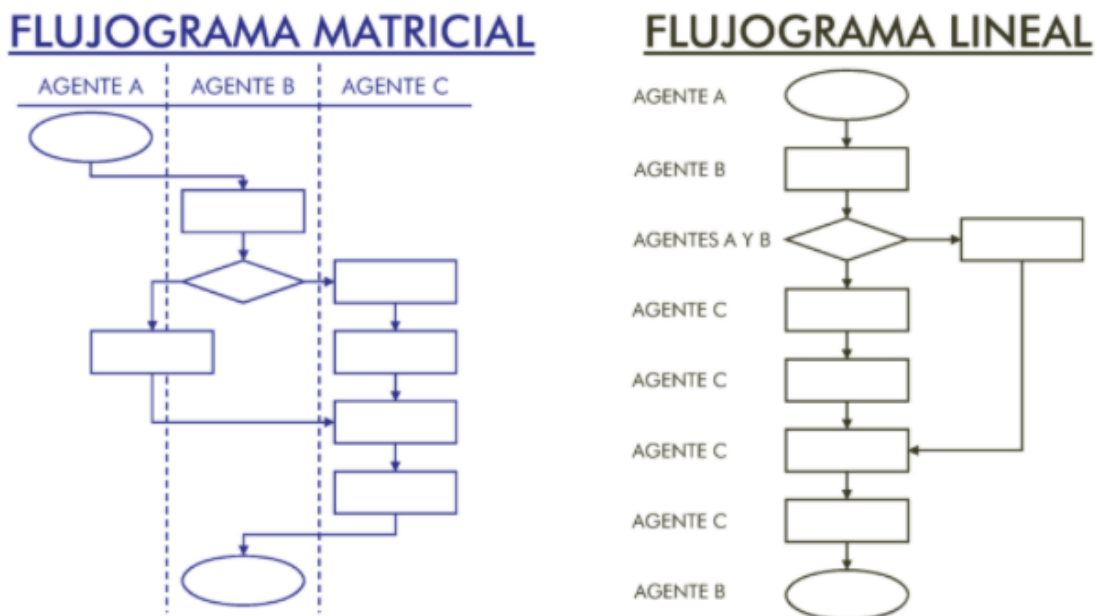 FLUJOGRAMA MATRICIAL
AGENTE A
AGENTE B
AGENTE C
FLUJOGRAMA LINEAL
AGENTE A
AGENTE B
AGENTES A Y B
AGENTE C
AGENTE C
AGENTE C
AGENTE C
AGENTE B